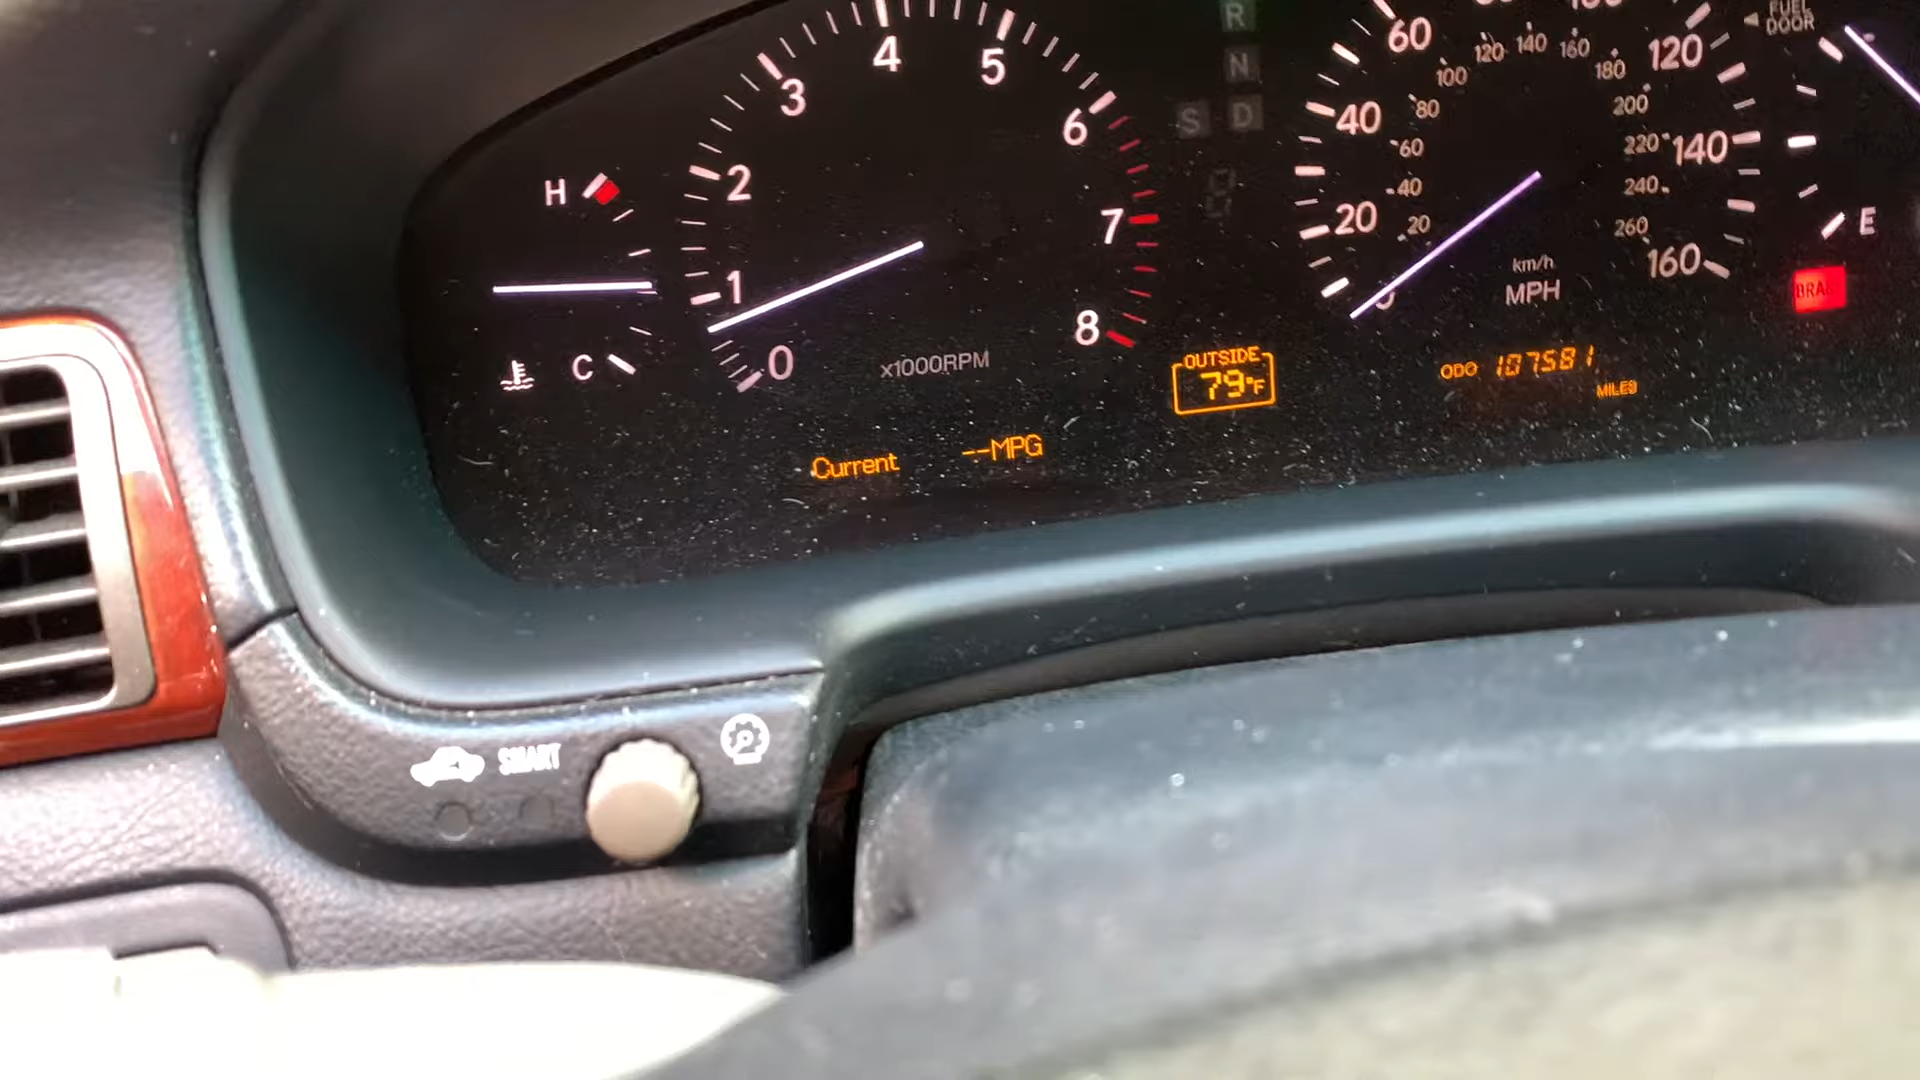 H
C
0
1
2
3
4
5
6
7
8
x1000RPM
R
N
S D
20
40
60
120
140
160
20
40
60
80
100
120
140
160
180
200
220
240
260
km/h
MPH
FUEL
DOOR
E
OUTSIDE
79°F
ODO 107581
MILES
Current --MPG
SMART